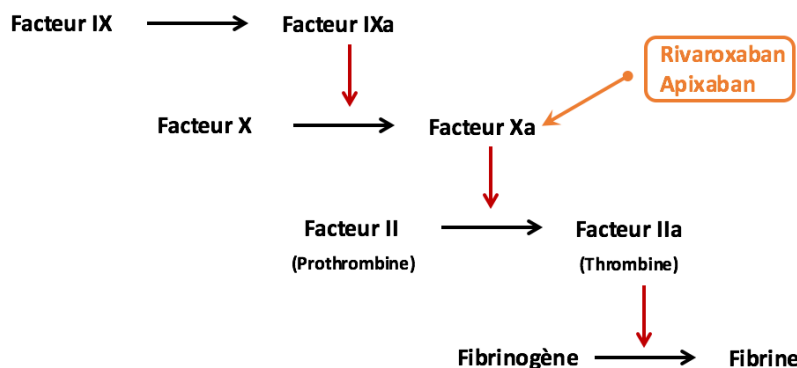 Facteur IX
Facteur IXa
Rivaroxaban
Apixaban
Facteur X
Facteur Xa
Facteur II
(Prothrombine)
Facteur IIa
(Thrombine)
Fibrinogène
Fibrine